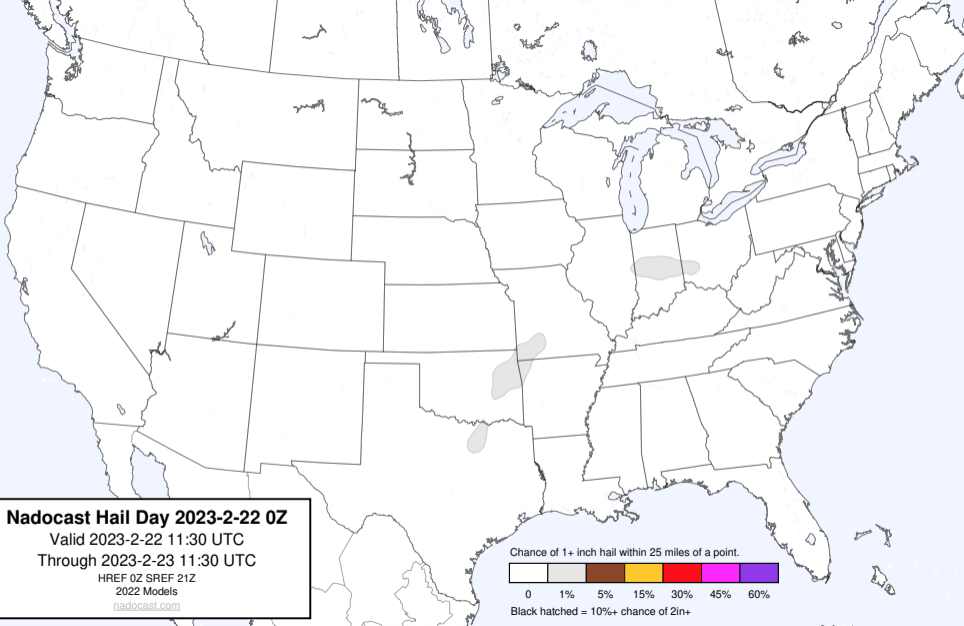 Nadocast Hail Day 2023-2-22 0Z
Valid 2023-2-22 11:30 UTC
Through 2023-2-23 11:30 UTC
HREF 0Z SREF 21Z
2022 Models
nadocast.com
Chance of 1+ inch hail within 25 miles of a point.
0 1% 5% 15% 30% 45% 60%
Black hatched = 10%+ chance of 2in+